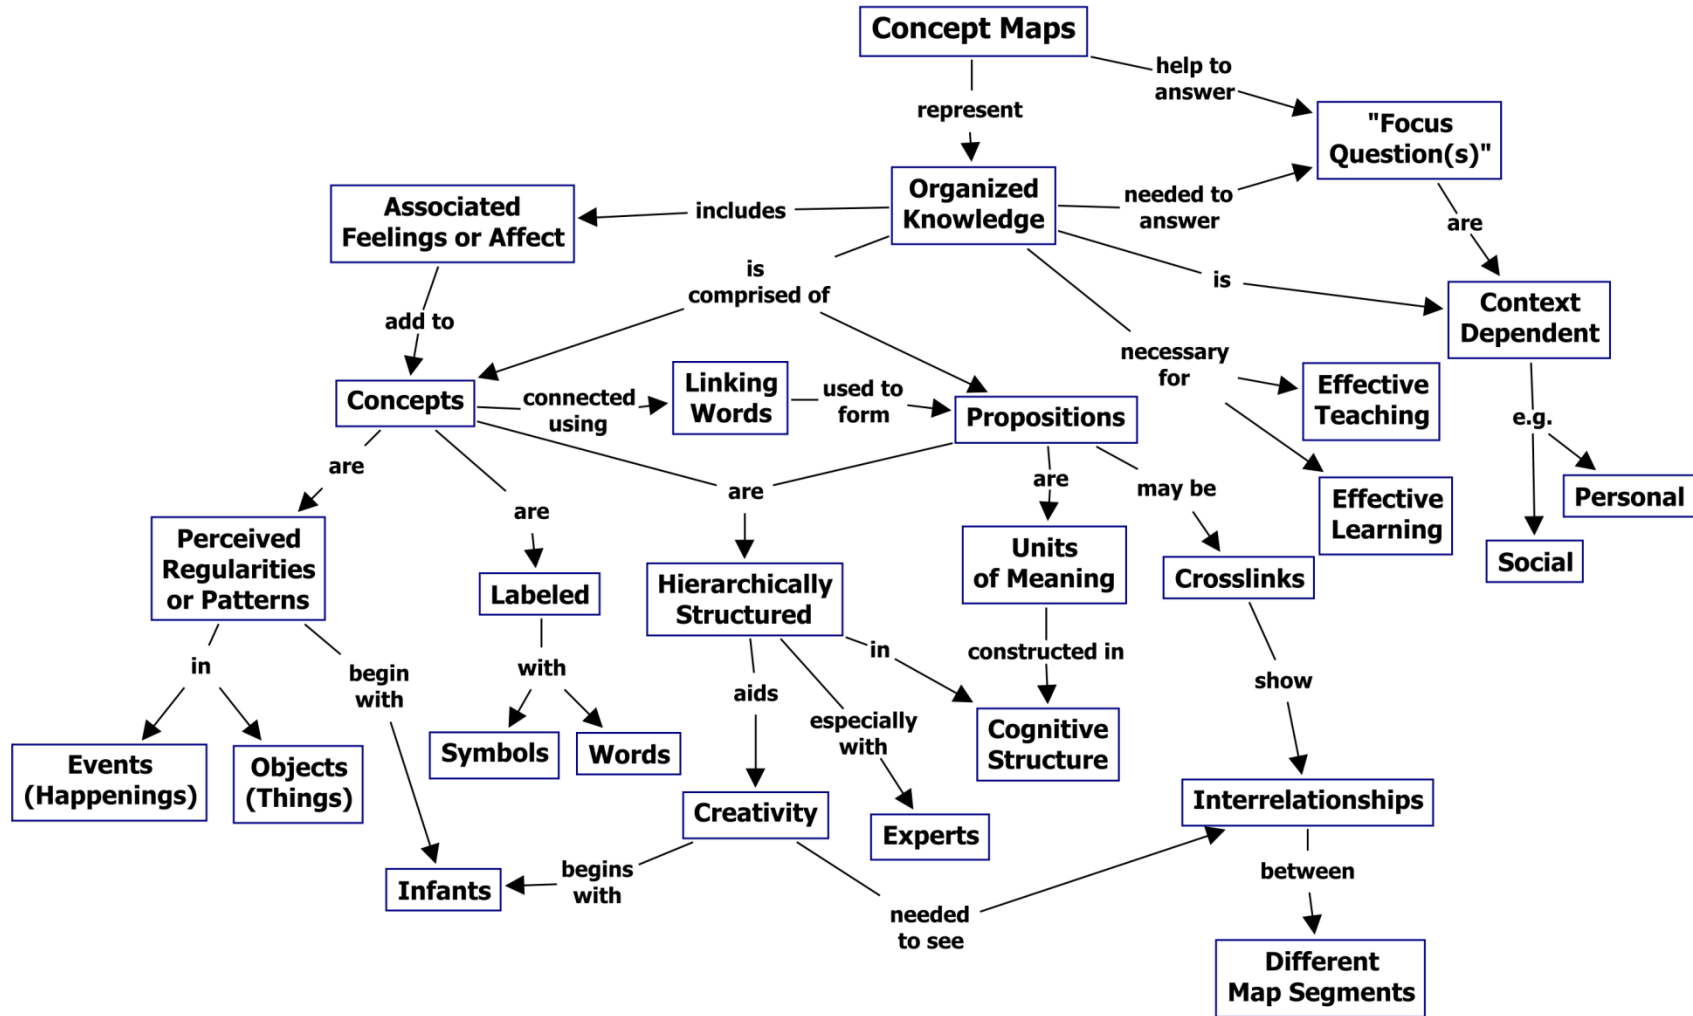 Concept Maps
help to
answer
represent
"Focus
Question(s)"
Organized
Knowledge
needed to
answer
includes
Associated
Feelings or Affect
are
is
comprised of
is
Context
Dependent
add to
necessary
for
Concepts
connected
using
Linking
Words
used to
form
Propositions
Effective
Teaching
e.g.
are
are
are
are
may be
Effective
Learning
Personal
Perceived
Regularities
or Patterns
Labeled
Hierarchically
Structured
Units
of Meaning
Crosslinks
Social
in
begin
with
with
aids
especially
with
in
constructed in
show
Events
(Happenings)
Objects
(Things)
Symbols
Words
Cognitive
Structure
Creativity
Experts
Interrelationships
Infants
begins
with
needed
to see
between
Different
Map Segments